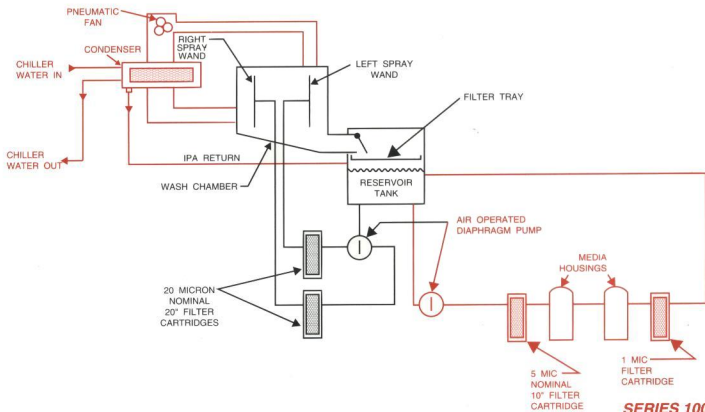 PNEUMATIC
FAN
CONDENSER
RIGHT
SPRAY
WAND
LEFT SPRAY
WAND
CHILLER
WATER IN
FILTER TRAY
CHILLER
WATER OUT
IPA RETURN
WASH CHAMBER
RESERVOIR
TANK
AIR OPERATED
DIAPHRAGM PUMP
MEDIA
HOUSINGS
20 MICRON
NOMINAL
20" FILTER
CARTRIDGES
5 MIC
NOMINAL
10" FILTER
CARTRIDGE
1 MIC
FILTER
CARTRIDGE
SERIES 100